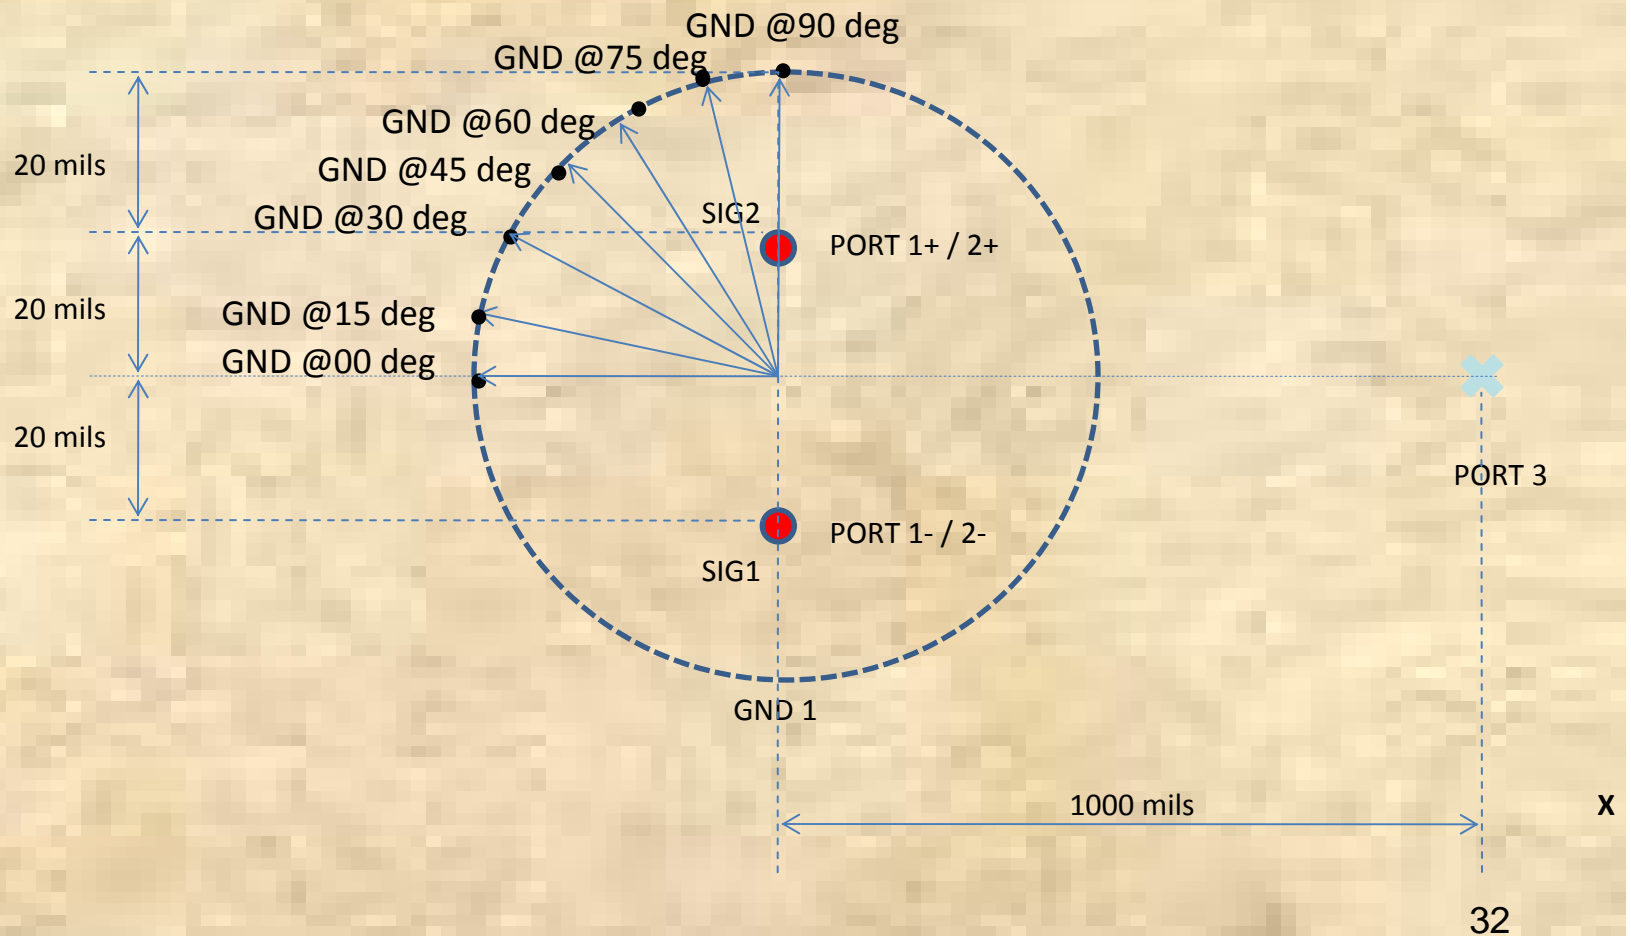 GND @90 deg
GND @75 deg
GND @60 deg
20 mils
GND @45 deg
GND @30 deg
SIG2
PORT 1+ / 2+
20 mils
GND @15 deg
GND @00 deg
20 mils
PORT 3
PORT 1- / 2-
SIG1
GND 1
1000 mils
X
32